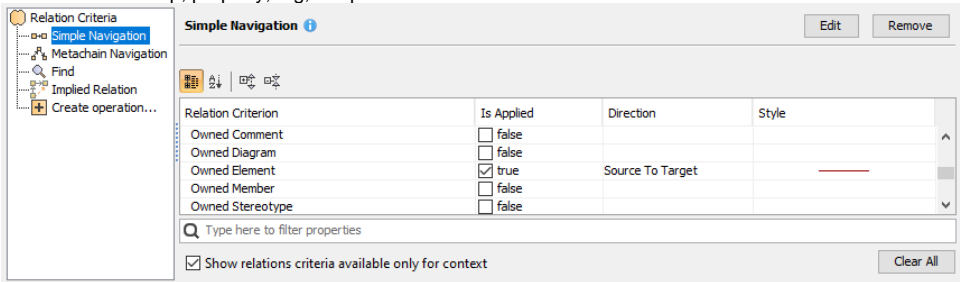 Relation Criteria
Simple Navigation
Metachain Navigation
Find
Implied Relation
Create operation...
Simple Navigation
Edit
Remove
Relation Criterion Is Applied Direction Style
Owned Comment false
Owned Diagram false
Owned Element true Source To Target
Owned Member false
Owned Stereotype false
Type here to filter properties
Show relations criteria available only for context
Clear All